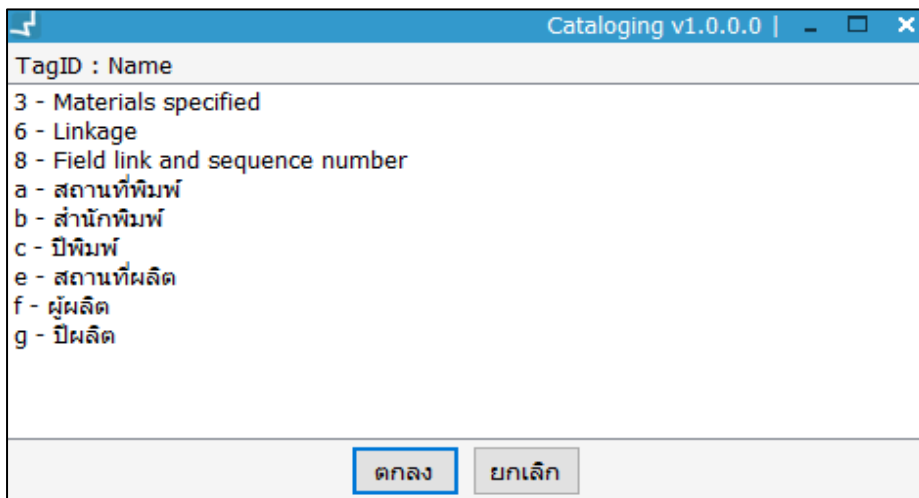 Cataloging v1.0.0.0 |
TagID : Name
3 - Materials specified
6 - Linkage
8 - Field link and sequence number
a - สถานที่พิมพ์
b - สำนักพิมพ์
c - ปีพิมพ์
e - สถานที่ผลิต
f - ผู้ผลิต
g - ปีผลิต
ตกลง ยกเลิก